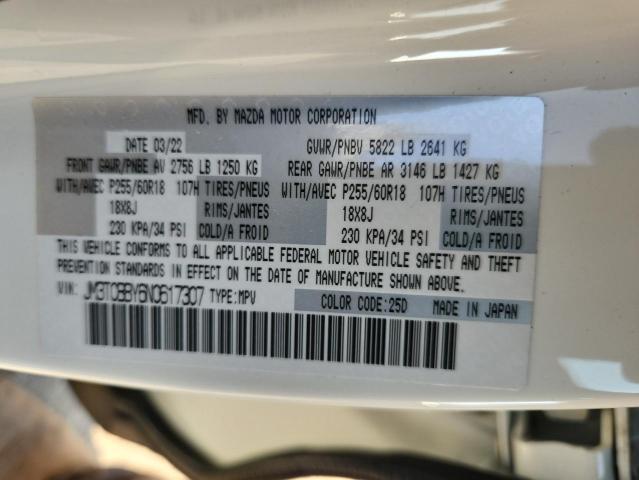 MFD. BY MAZDA MOTOR CORPORATION
DATE 03/22 GVWR/PNBV 5822 LB 2641 KG
FRONT GAWR/PNBE AV 2756 LB 1250 KG REAR GAWR/PNBE AR 3146 LB 1427 KG
WITH/AVEC P255/60R18 107H TIRES/PNEUS WITH/AVEC P255/60R18 107H TIRES/PNEUS
18X8J RIMS/JANTES 18X8J RIMS/JANTES
230 KPA/34 PSI COLD/A FROID 230 KPA/34 PSI COLD/A FROID
THIS VEHICLE CONFORMS TO ALL APPLICABLE FEDERAL MOTOR VEHICLE SAFETY AND THEFT
PREVENTION STANDARDS IN EFFECT ON THE DATE OF MANUFACTURE SHOWN ABOVE.
VIN: JM3TCBBY6N0617307 TYPE:MPV COLOR CODE:25D MADE IN JAPAN